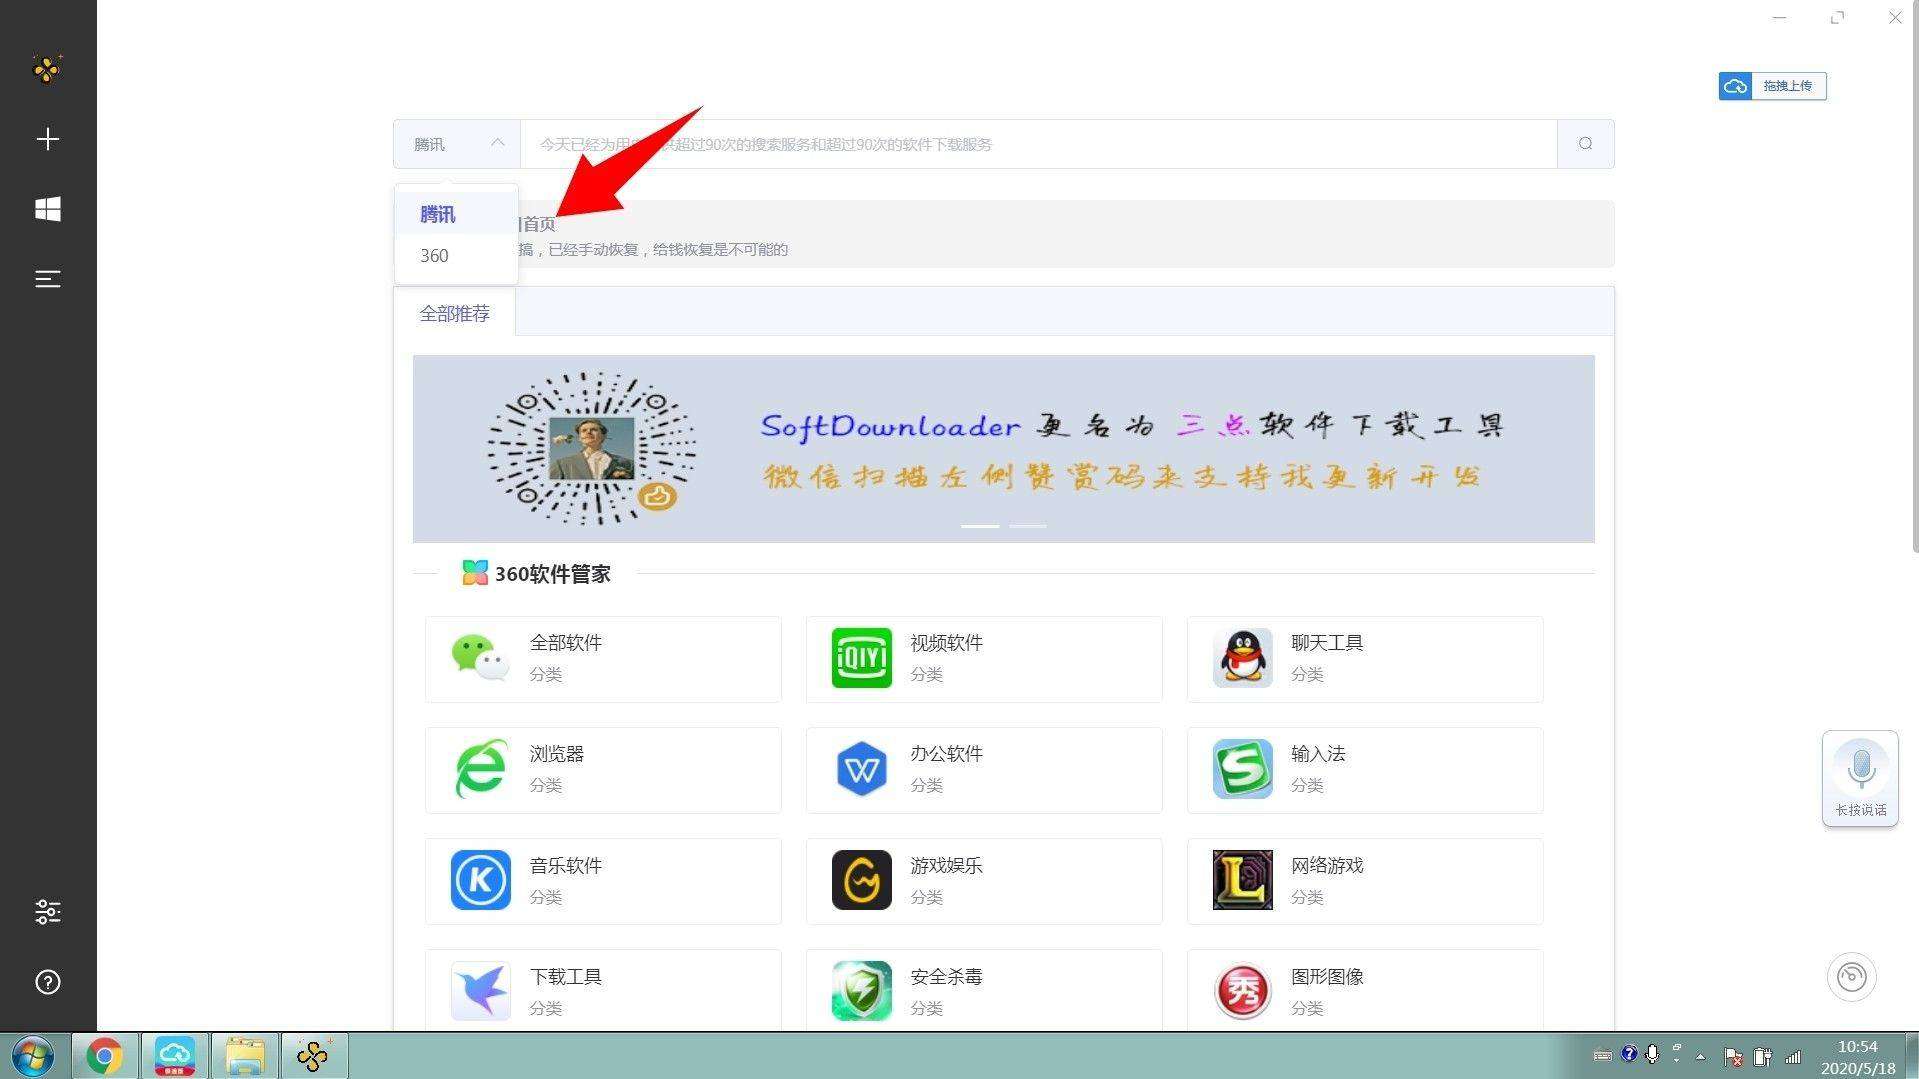 拖拽上传
腾讯
今天已经为用 共超过90次的搜索服务和超过90次的软件下载服务
腾讯
首页
360
搞，已经手动恢复，给钱恢复是不可能的
全部推荐
SoftDownloader 更名为 三点软件下载工具
微信扫描左侧赞赏码来支持我更新开发
360软件管家
全部软件
分类
视频软件
分类
聊天工具
分类
浏览器
分类
办公软件
分类
输入法
分类
音乐软件
分类
游戏娱乐
分类
网络游戏
分类
下载工具
分类
安全杀毒
分类
图形图像
分类
iQIYI
秀
长按说话
极速版
10:54
2020/5/18